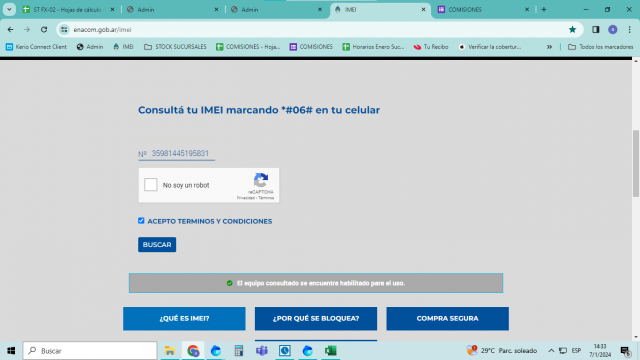 ST FX-02 - Hojas de cálculo
Admin
Admin
IMEI
COMISIONES
enacom.gob.ar/imei
Kerio Connect Client
Admin
IMEI
STOCK SUCURSALES
COMISIONES - Hoja...
COMISIONES
Horarios Enero Suc...
Tu Recibo
Verificar la cobertur...
Todos los marcadores
Consultá tu IMEI marcando *#06# en tu celular
Nº 35981445195831
No soy un robot
reCAPTCHA
Privacidad - Términos
ACEPTO TERMINOS Y CONDICIONES
BUSCAR
El equipo consultado se encuentra habilitado para el uso.
¿QUÉ ES IMEI?
¿POR QUÉ SE BLOQUEA?
COMPRA SEGURA
Buscar
29°C Parc. soleado
ESP
14:33
7/1/2024